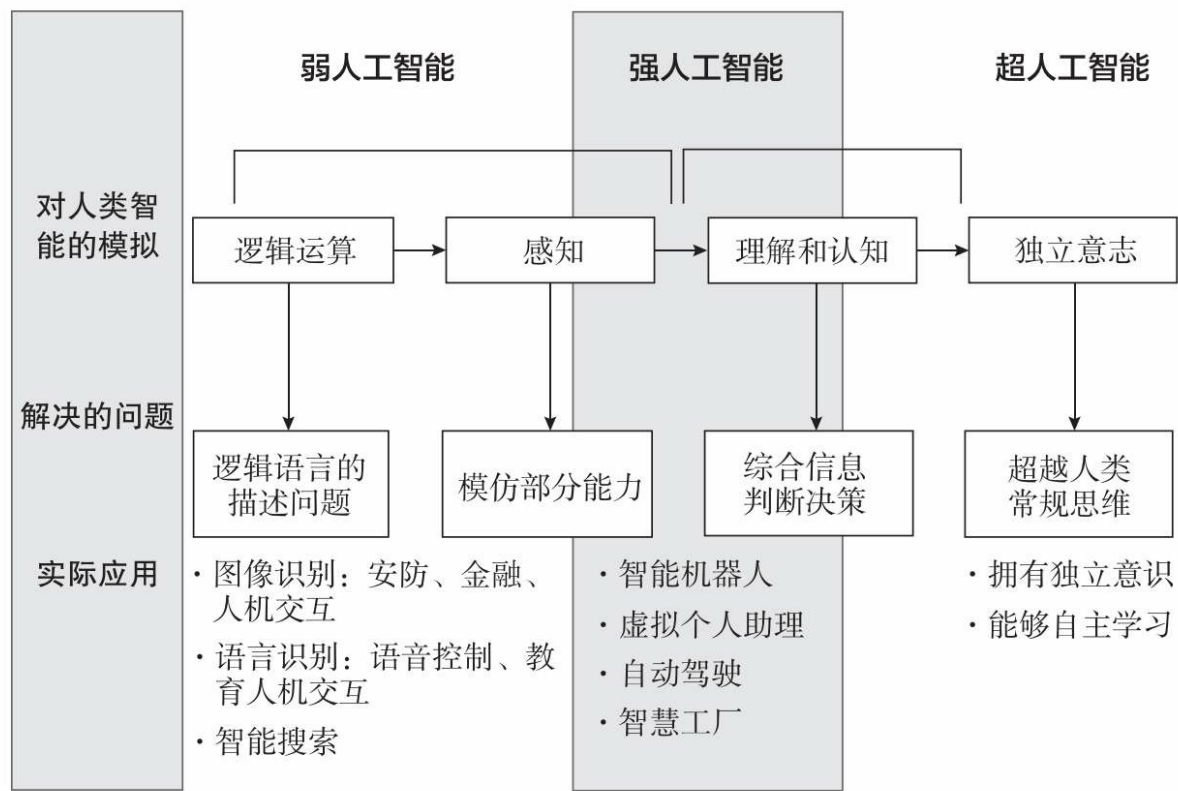 弱人工智能
强人工智能
超人工智能
对人类智
能的模拟
逻辑运算
感知
理解和认知
独立意志
解决的问题
逻辑语言的
描述问题
模仿部分能力
综合信息
判断决策
超越人类
常规思维
实际应用
·图像识别：安防、金融、
人机交互
·语言识别：语音控制、教
育人机交互
·智能搜索
·智能机器人
·虚拟个人助理
·自动驾驶
·智慧工厂
·拥有独立意识
·能够自主学习